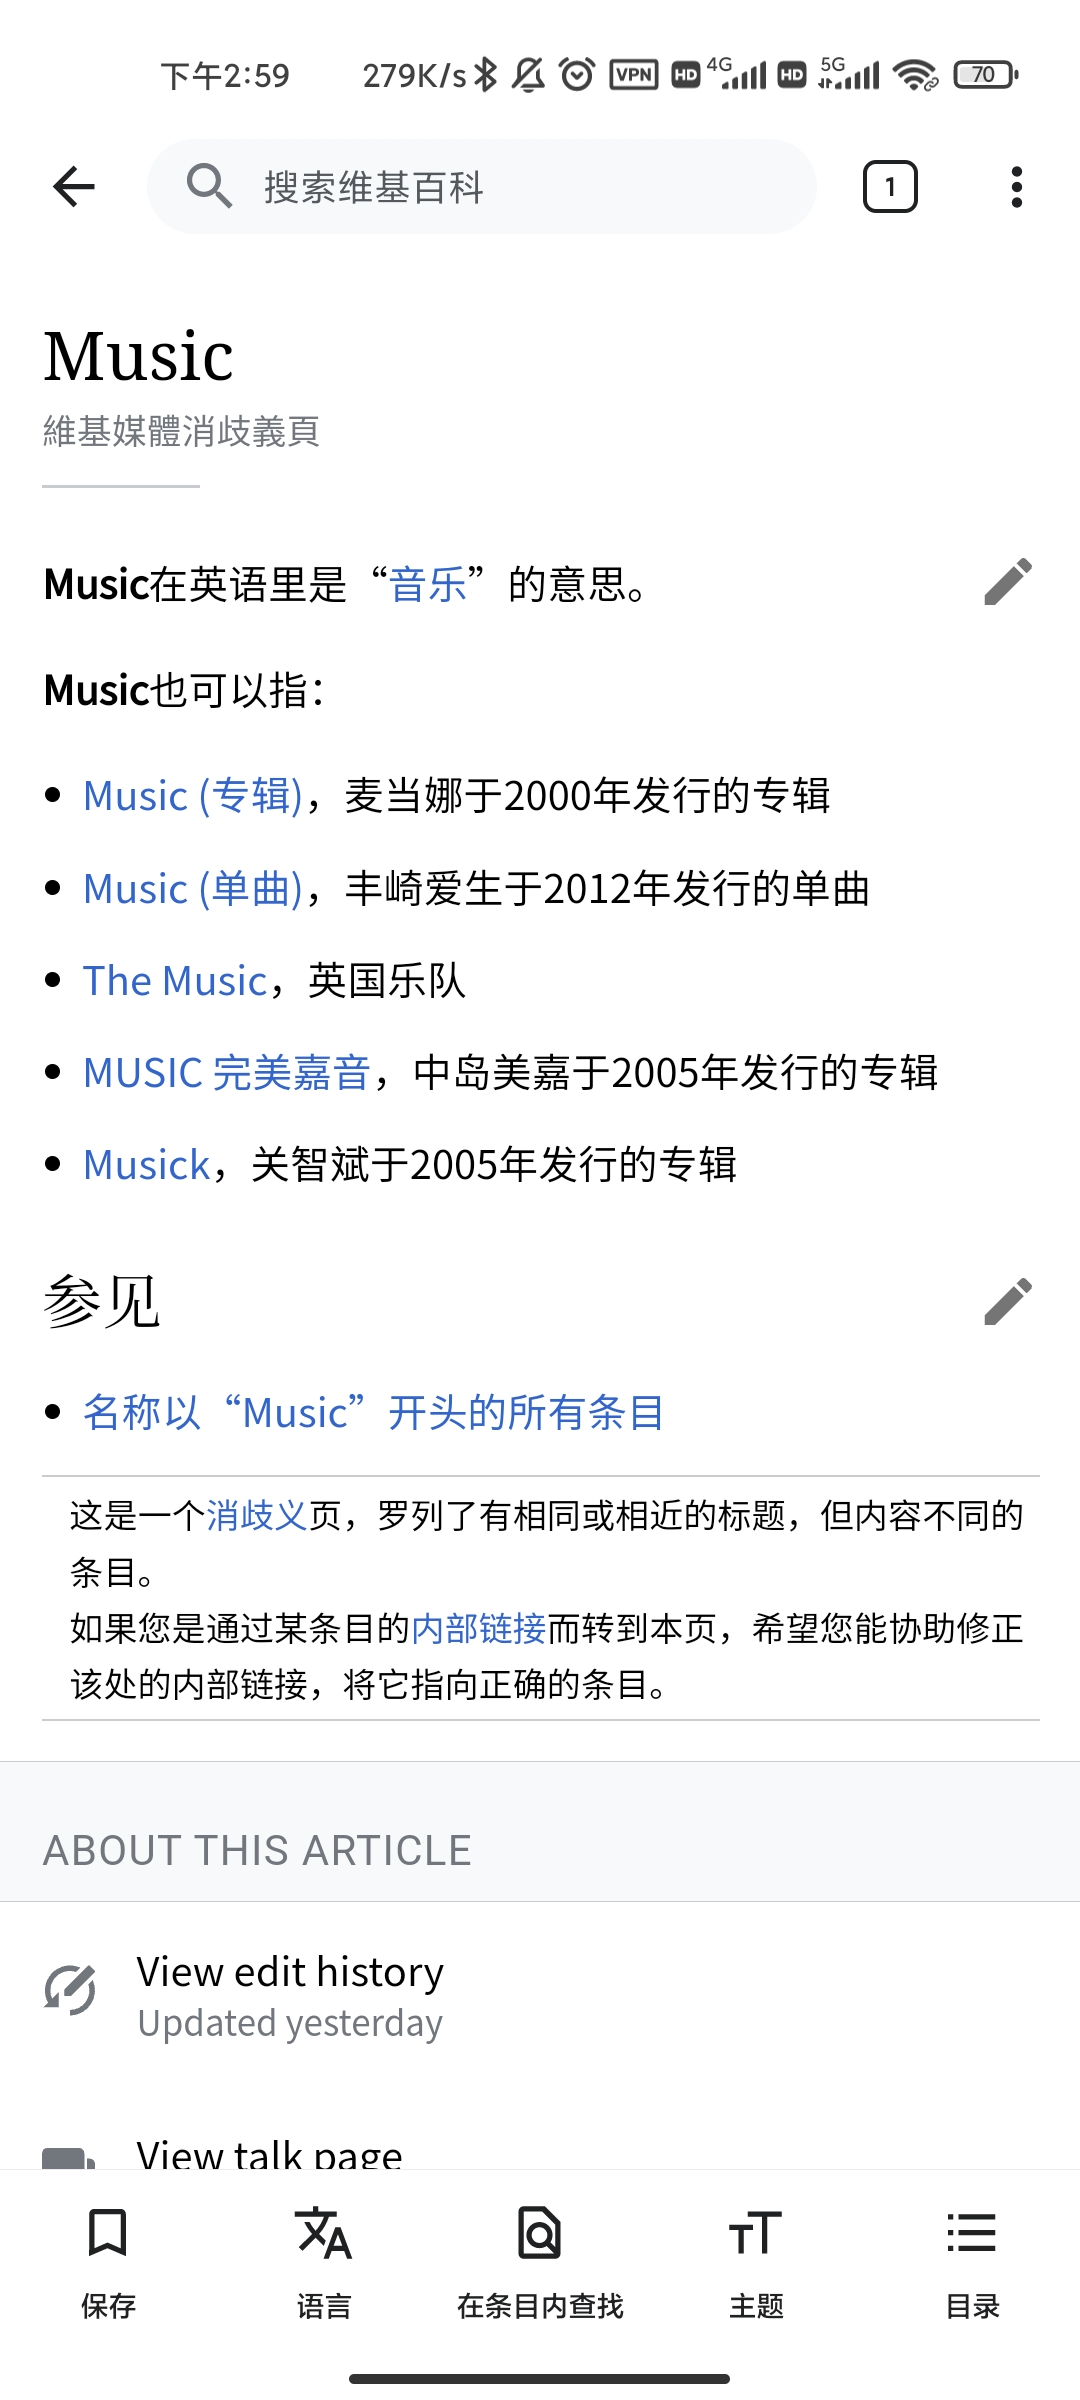 下午2:59 279K/s VPN HD 4G HD 5G 70
搜索维基百科 1
Music
維基媒體消歧義頁
Music在英语里是“音乐”的意思。
Music也可以指：
Music (专辑)，麦当娜于2000年发行的专辑
Music (单曲)，丰崎爱生于2012年发行的单曲
The Music，英国乐队
MUSIC 完美嘉音，中岛美嘉于2005年发行的专辑
Musick，关智斌于2005年发行的专辑
参见
名称以“Music”开头的所有条目
这是一个消歧义页，罗列了有相同或相近的标题，但内容不同的
条目。
如果您是通过某条目的内部链接而转到本页，希望您能协助修正
该处的内部链接，将它指向正确的条目。
ABOUT THIS ARTICLE
View edit history
Updated yesterday
View talk page
保存 语言 在条目内查找 主题 目录